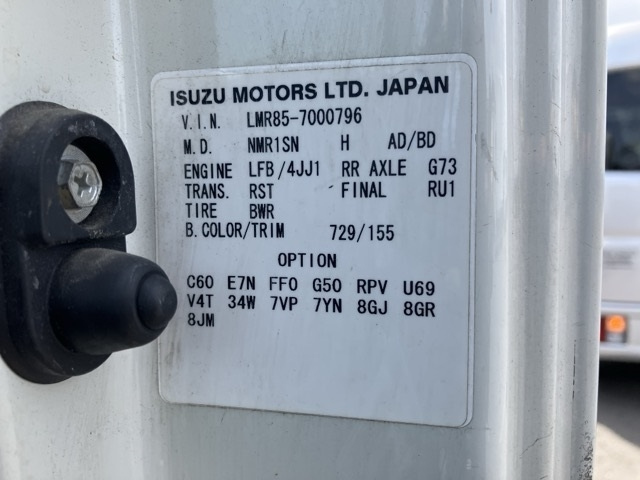 ISUZU MOTORS LTD. JAPAN
V.I.N. LMR85-7000796
M.D. NMR1SN H AD/BD
ENGINE LFB/4JJ1 RR AXLE G73
TRANS. RST FINAL RU1
TIRE BWR
B.COLOR/TRIM 729/155
OPTION
C60 E7N FFO G50 RPV U69
V4T 34W 7VP 7YN 8GJ 8GR
8JM